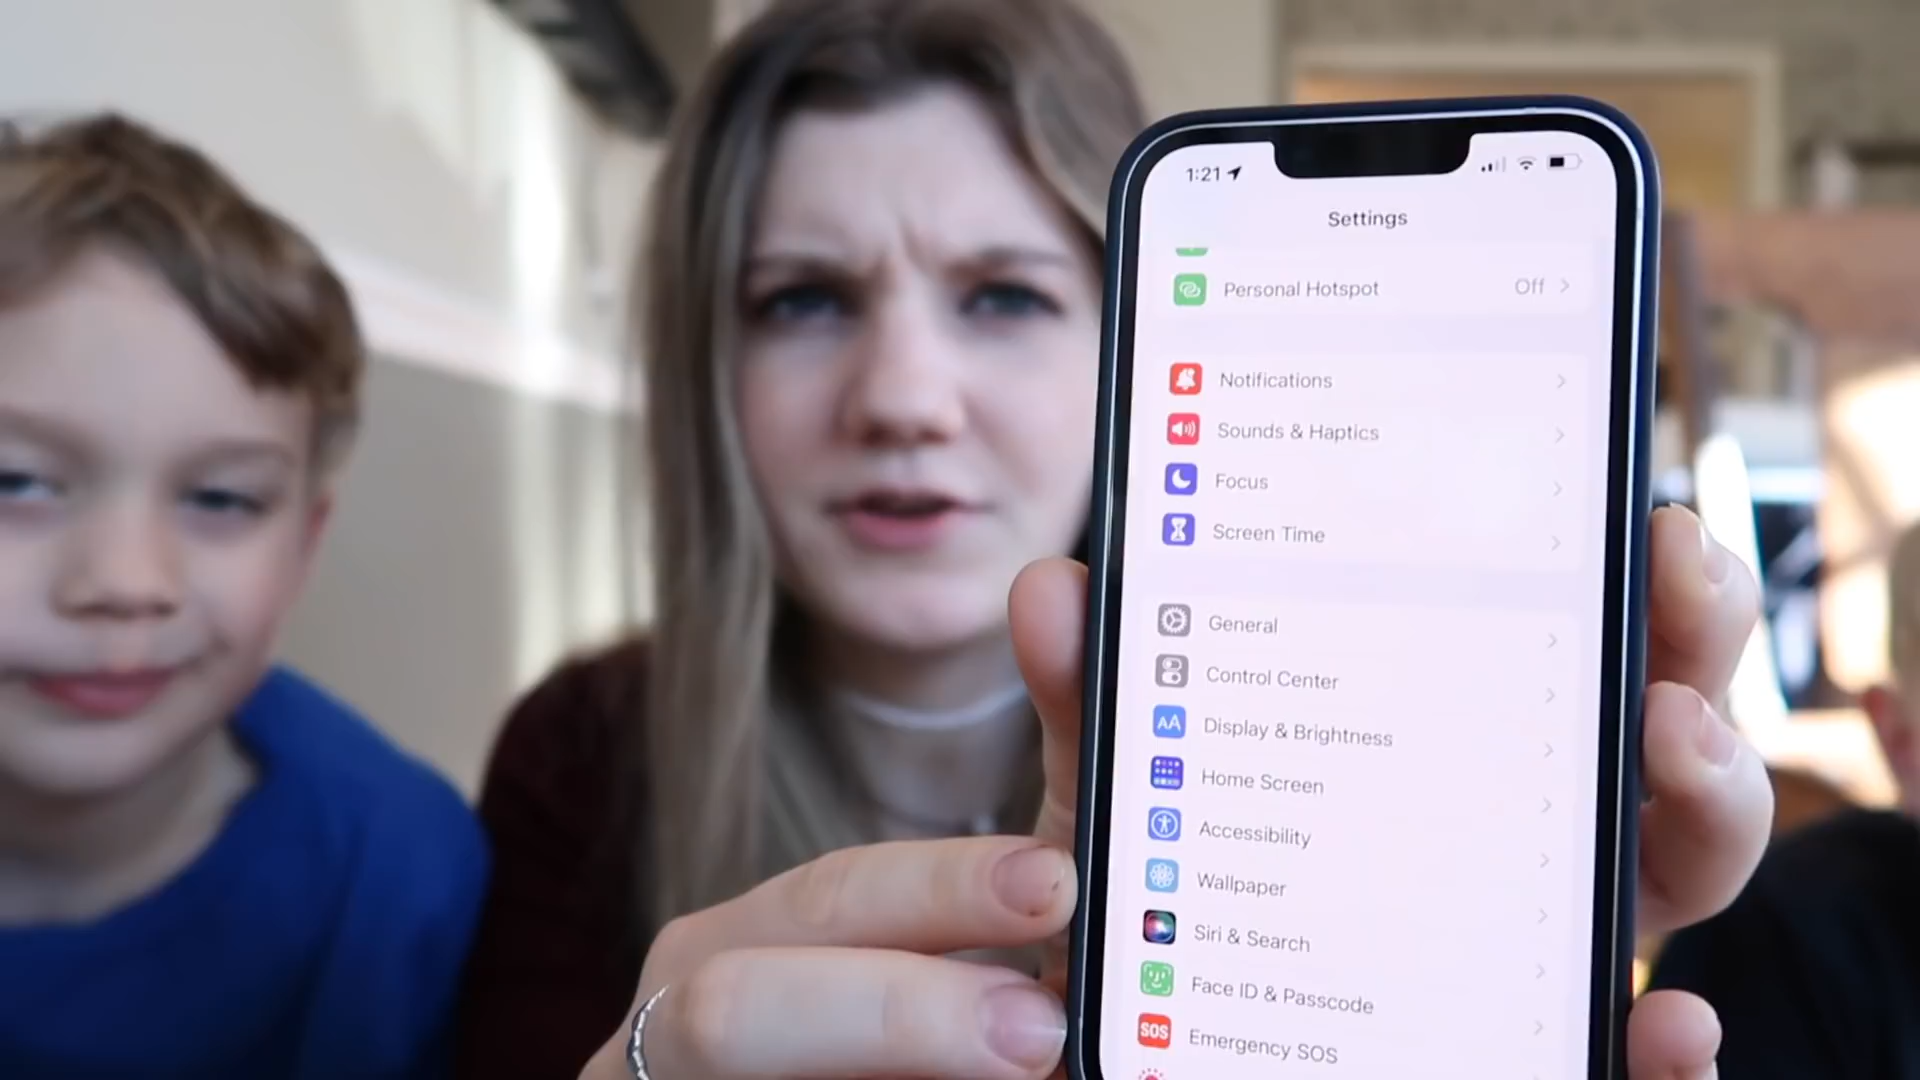 1:21
Settings
Personal Hotspot Off
Notifications
Sounds & Haptics
Focus
Screen Time
General
Control Center
AA Display & Brightness
Home Screen
Accessibility
Wallpaper
Siri & Search
Face ID & Passcode
SOS Emergency SOS